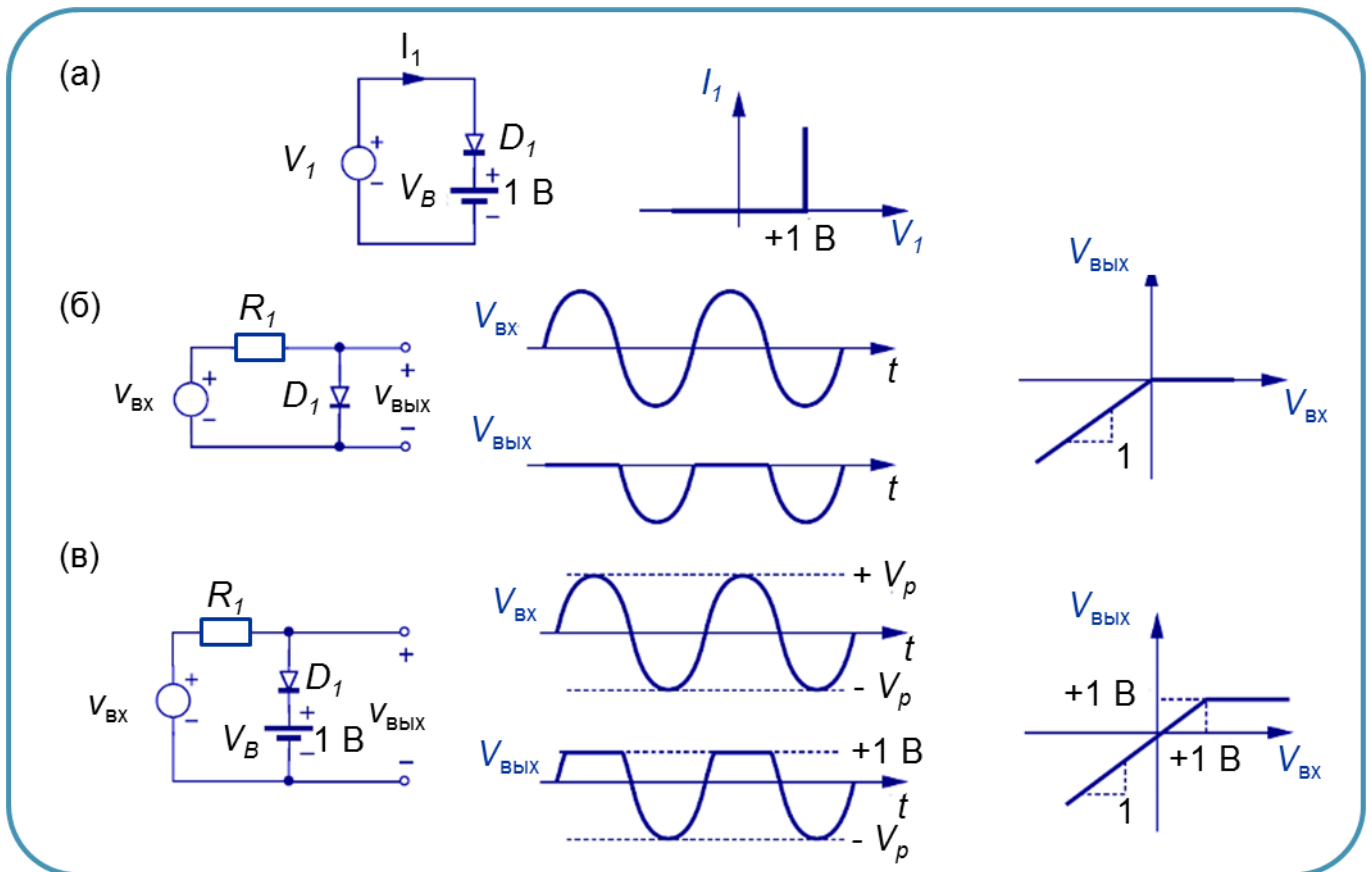 (а)
I1
V1
+
−
D1
VB
+
−
1 В
I1
+1 В
V1
(б)
R1
vвх
+
−
D1
+
vвых
−
Vвх
t
Vвых
t
Vвых
Vвх
1
(в)
R1
vвх
+
−
D1
VB
+
−
1 В
+
vвых
−
Vвх
+ Vp
t
- Vp
Vвых
+1 В
t
- Vp
Vвых
+1 В
+1 В
Vвх
1